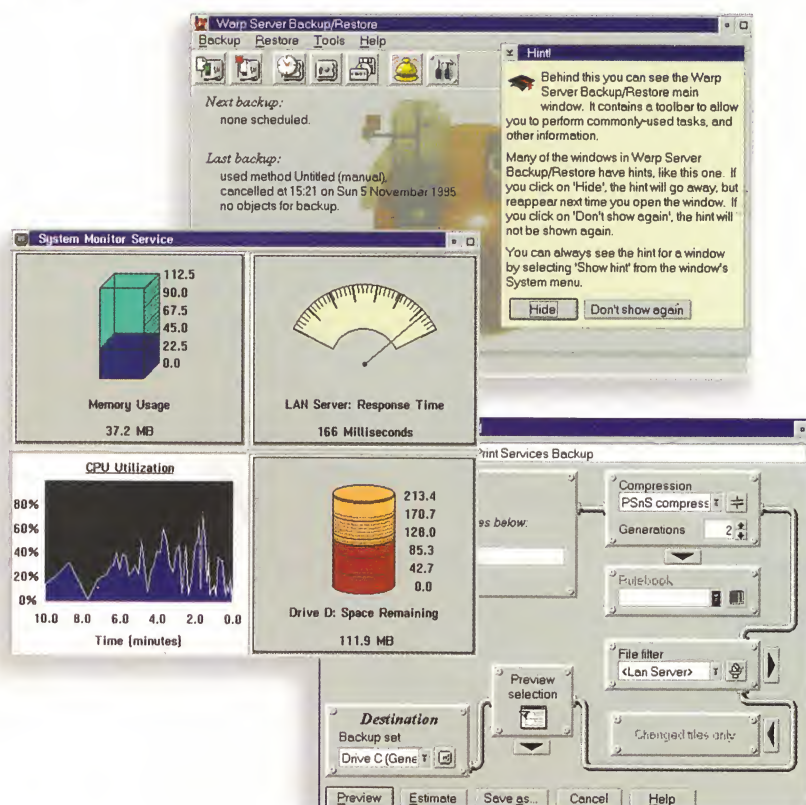 Warp Server Backup/Restore
Backup Restore Tools Help
Next backup:
none scheduled.
Last backup:
used method Untitled (manual),
cancelled at 15:21 on Sun 5 November 1995
no objects for backup.
Hint!
Behind this you can see the Warp
Server Backup/Restore main
window. It contains a toolbar to allow
you to perform commonly-used tasks, and
other information.
Many of the windows in Warp Server
Backup/Restore have hints, like this one. If
you click on 'Hide', the hint will go away, but
reappear next time you open the window. If
you click on 'Don't show again', the hint will
not be shown again.
You can always see the hint for a window
by selecting 'Show hint' from the window's
System menu.
Hide Don't show again
System Monitor Service
112.5
90.0
67.5
45.0
22.5
0.0
Memory Usage
37.2 MB
LAN Server: Response Time
166 Milliseconds
CPU Utilization
80%
60%
40%
20%
0%
10.0 8.0 6.0 4.0 2.0 0.0
Time (minutes)
213.4
170.7
128.0
85.3
42.7
0.0
Drive D: Space Remaining
111.9 MB
Print Services Backup
es below:
Compression
PSnS compress
Generations 2
Rulebook
File filter
<Lan Server>
Changed files only
Preview
selection
Destination
Backup set
Drive C (Gene
Preview Estimate Save as... Cancel Help